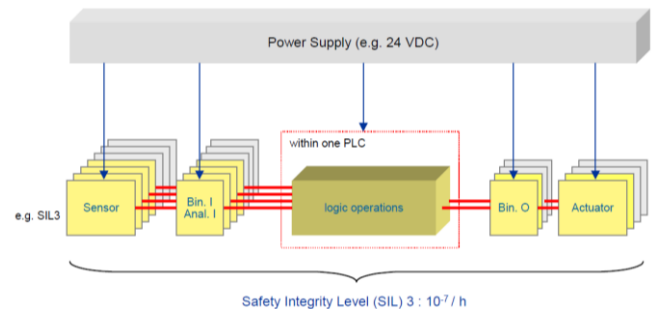 Power Supply (e.g. 24 VDC)
within one PLC
e.g. SIL3
Sensor
Bin. I
Anal. I
logic operations
Bin. O
Actuator
Safety Integrity Level (SIL) 3 : 10⁻⁷ / h